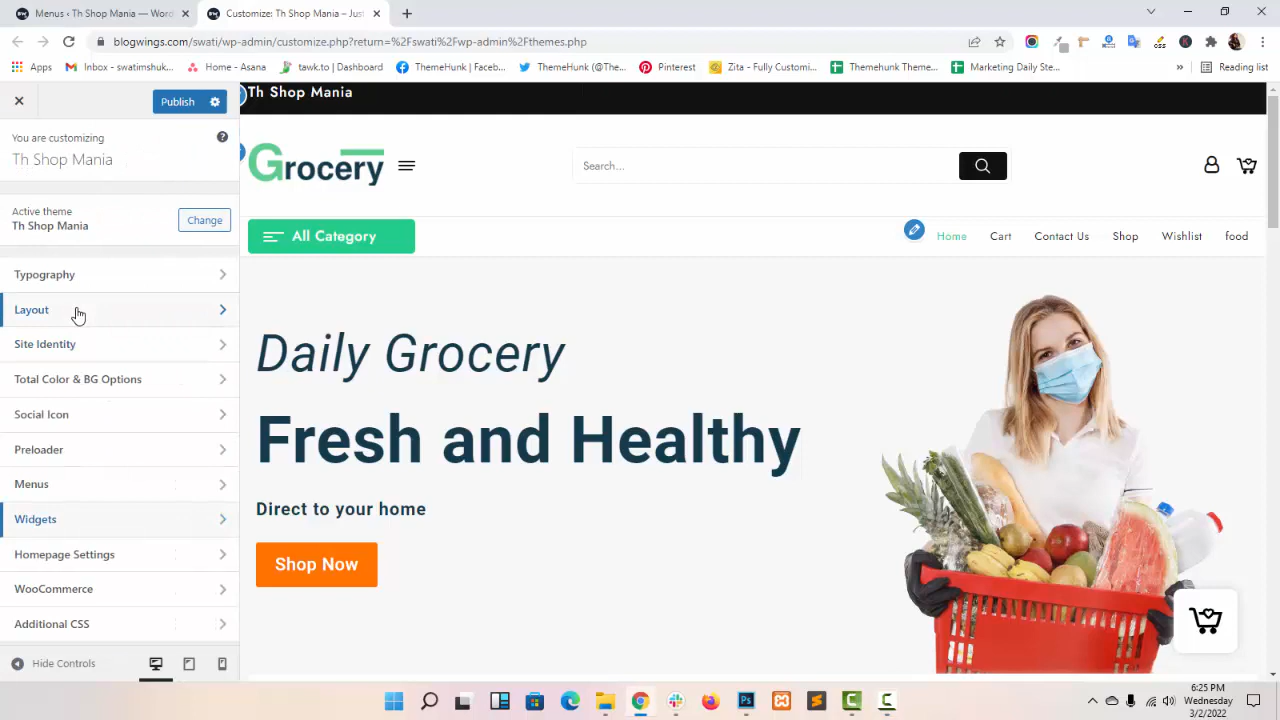 Menus ‹ Th Shop Mania — WordPres
Customize: Th Shop Mania – Just
blogwings.com/swati/wp-admin/customize.php?return=%2Fswati%2Fwp-admin%2Fthemes.php
Apps
Inbox - swatimshuk...
Home - Asana
tawk.to | Dashboard
ThemeHunk | Faceb...
ThemeHunk (@The...
Pinterest
Zita - Fully Customi...
Themehunk Theme...
Marketing Daily Ste...
»
Reading list
Publish
You are customizing
Th Shop Mania
Active theme
Th Shop Mania
Change
Typography
Layout
Site Identity
Total Color & BG Options
Social Icon
Preloader
Menus
Widgets
Homepage Settings
WooCommerce
Additional CSS
Hide Controls
Th Shop Mania
Grocery
Search...
All Category
Home
Cart
Contact Us
Shop
Wishlist
food
Daily Grocery
Fresh and Healthy
Direct to your home
Shop Now
6:25 PM
3/2/2022